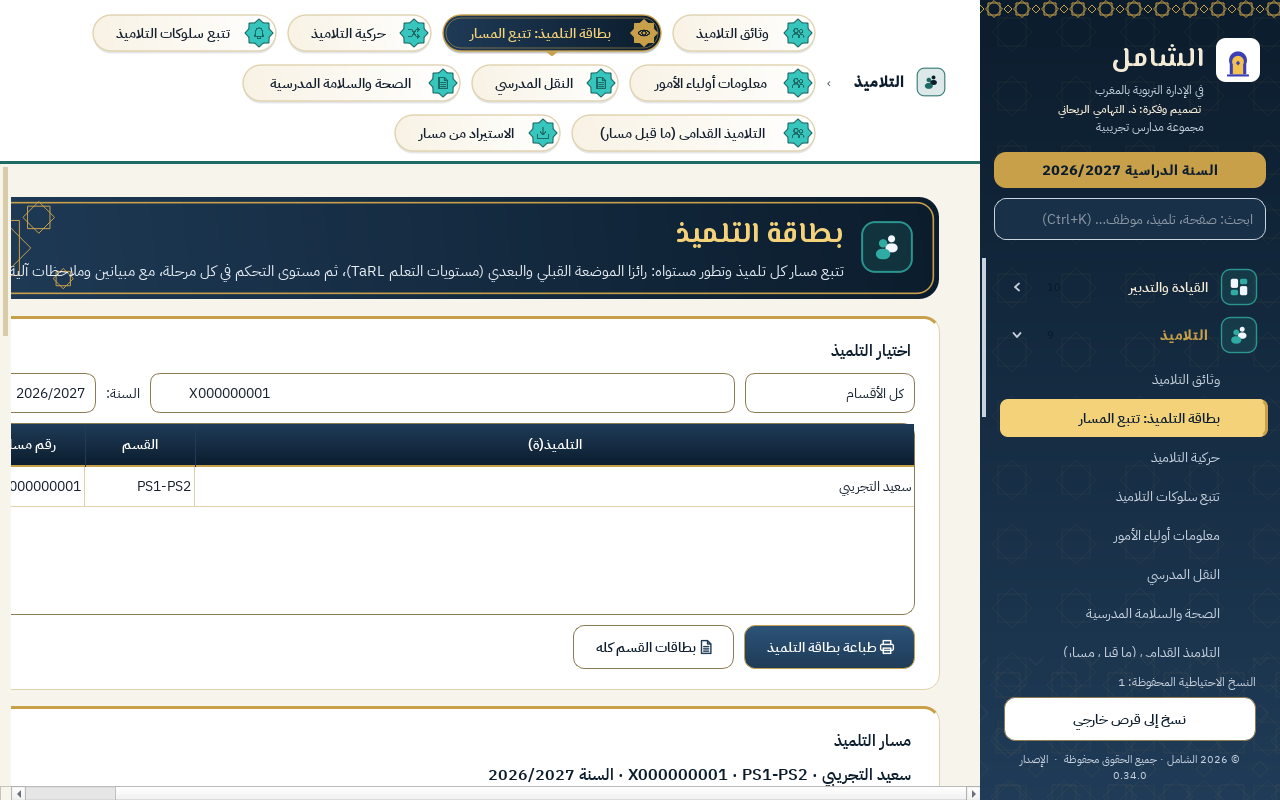 الشامل
في الإدارة التربوية بالمغرب
تصميم وفكرة: ذ. التهامي الريحاني
مجموعة مدارس تجريبية
السنة الدراسية 2026/2027
ابحث: صفحة، تلميذ، موظف... (Ctrl+K)
القيادة والتدبير 10
التلاميذ 9
وثائق التلاميذ
بطاقة التلميذ: تتبع المسار
حركية التلاميذ
تتبع سلوكات التلاميذ
معلومات أولياء الأمور
النقل المدرسي
الصحة والسلامة المدرسية
التلاميذ القدامى (ما قبل مسار)
النسخ الاحتياطية المحفوظة: 1
نسخ إلى قرص خارجي
© 2026 الشامل · جميع الحقوق محفوظة · الإصدار
0.34.0
التلاميذ ›
وثائق التلاميذ
بطاقة التلميذ: تتبع المسار
حركية التلاميذ
تتبع سلوكات التلاميذ
معلومات أولياء الأمور
النقل المدرسي
الصحة والسلامة المدرسية
التلاميذ القدامى (ما قبل مسار)
الاستيراد من مسار
بطاقة التلميذ
تتبع مسار كل تلميذ وتطور مستواه: رائزا الموضعة القبلي والبعدي (مستويات التعلم TaRL)، ثم مستوى التحكم في كل مرحلة، مع مبيانين وملاحظات آلية
اختيار التلميذ
كل الأقسام
X000000001
السنة:
2026/2027
التلميذ(ة) القسم رقم
سعيد التجريبي PS1-PS2 000000001
طباعة بطاقة التلميذ
بطاقات القسم كله
مسار التلميذ
سعيد التجريبي · X000000001 · PS1-PS2 · السنة 2026/2027